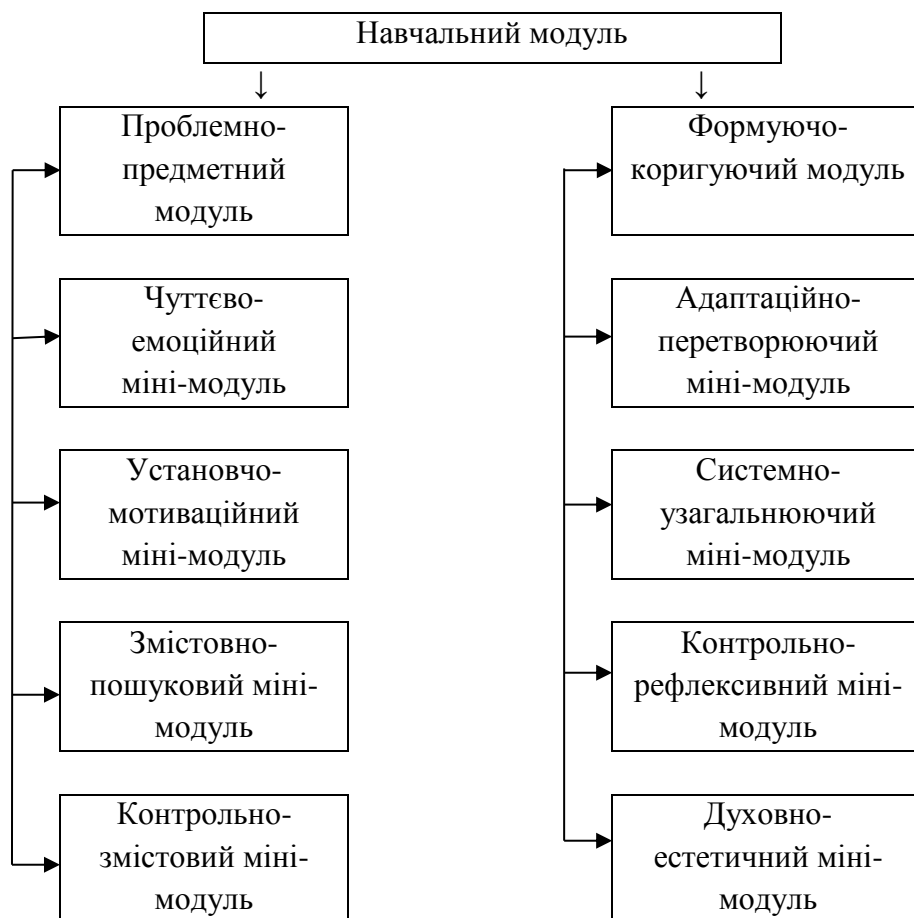 Навчальний модуль
↓
↓
Проблемно-
предметний
модуль
Чуттєво-
емоційний
міні-модуль
Установчо-
мотиваційний
міні-модуль
Змістовно-
пошуковий міні-
модуль
Контрольно-
змістовий міні-
модуль
Формуючо-
коригуючий модуль
Адаптаційно-
перетворюючий
міні-модуль
Системно-
узагальнюючий
міні-модуль
Контрольно-
рефлексивний міні-
модуль
Духовно-
естетичний міні-
модуль